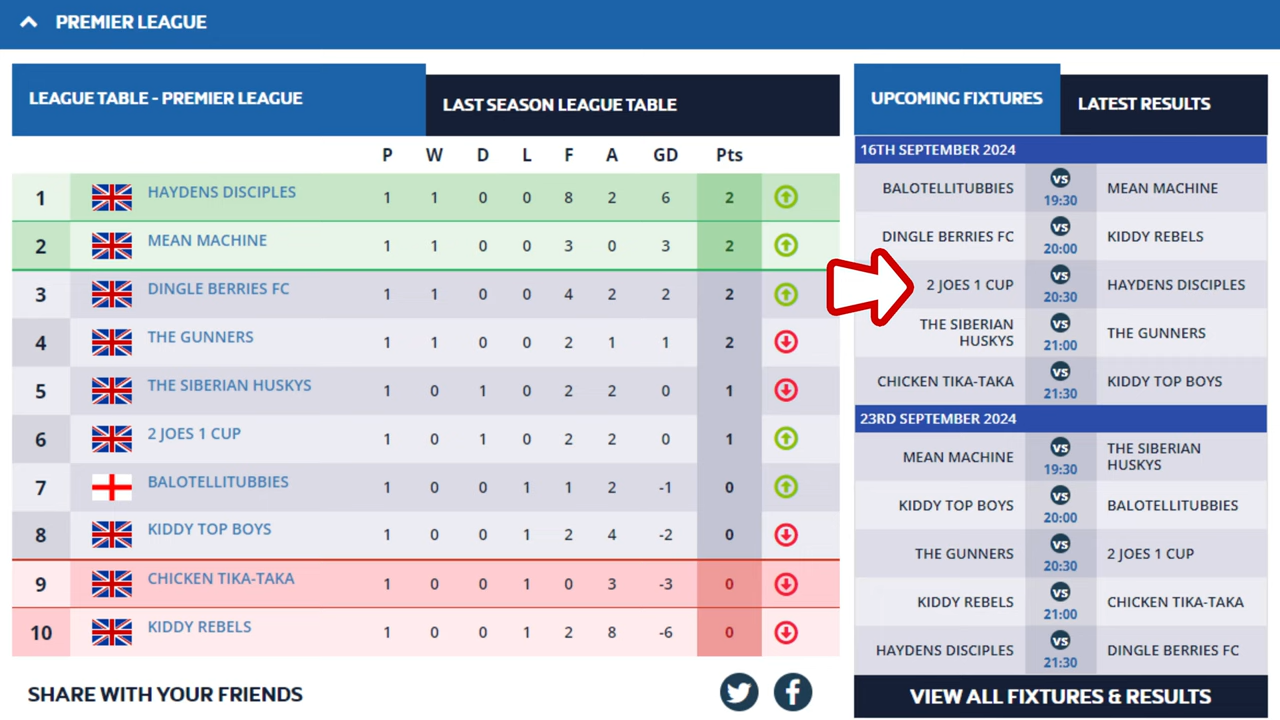 PREMIER LEAGUE
LEAGUE TABLE - PREMIER LEAGUE
LAST SEASON LEAGUE TABLE
P W D L F A GD Pts
1 HAYDENS DISCIPLES 1 1 0 0 8 2 6 2
2 MEAN MACHINE 1 1 0 0 3 0 3 2
3 DINGLE BERRIES FC 1 1 0 0 4 2 2 2
4 THE GUNNERS 1 1 0 0 2 1 1 2
5 THE SIBERIAN HUSKYS 1 0 1 0 2 2 0 1
6 2 JOES 1 CUP 1 0 1 0 2 2 0 1
7 BALOTELLITUBBIES 1 0 0 1 1 2 -1 0
8 KIDDY TOP BOYS 1 0 0 1 2 4 -2 0
9 CHICKEN TIKA-TAKA 1 0 0 1 0 3 -3 0
10 KIDDY REBELS 1 0 0 1 2 8 -6 0
SHARE WITH YOUR FRIENDS
UPCOMING FIXTURES
LATEST RESULTS
16TH SEPTEMBER 2024
BALOTELLITUBBIES VS 19:30 MEAN MACHINE
DINGLE BERRIES FC VS 20:00 KIDDY REBELS
2 JOES 1 CUP VS 20:30 HAYDENS DISCIPLES
THE SIBERIAN HUSKYS VS 21:00 THE GUNNERS
CHICKEN TIKA-TAKA VS 21:30 KIDDY TOP BOYS
23RD SEPTEMBER 2024
MEAN MACHINE VS 19:30 THE SIBERIAN HUSKYS
KIDDY TOP BOYS VS 20:00 BALOTELLITUBBIES
THE GUNNERS VS 20:30 2 JOES 1 CUP
KIDDY REBELS VS 21:00 CHICKEN TIKA-TAKA
HAYDENS DISCIPLES VS 21:30 DINGLE BERRIES FC
VIEW ALL FIXTURES & RESULTS